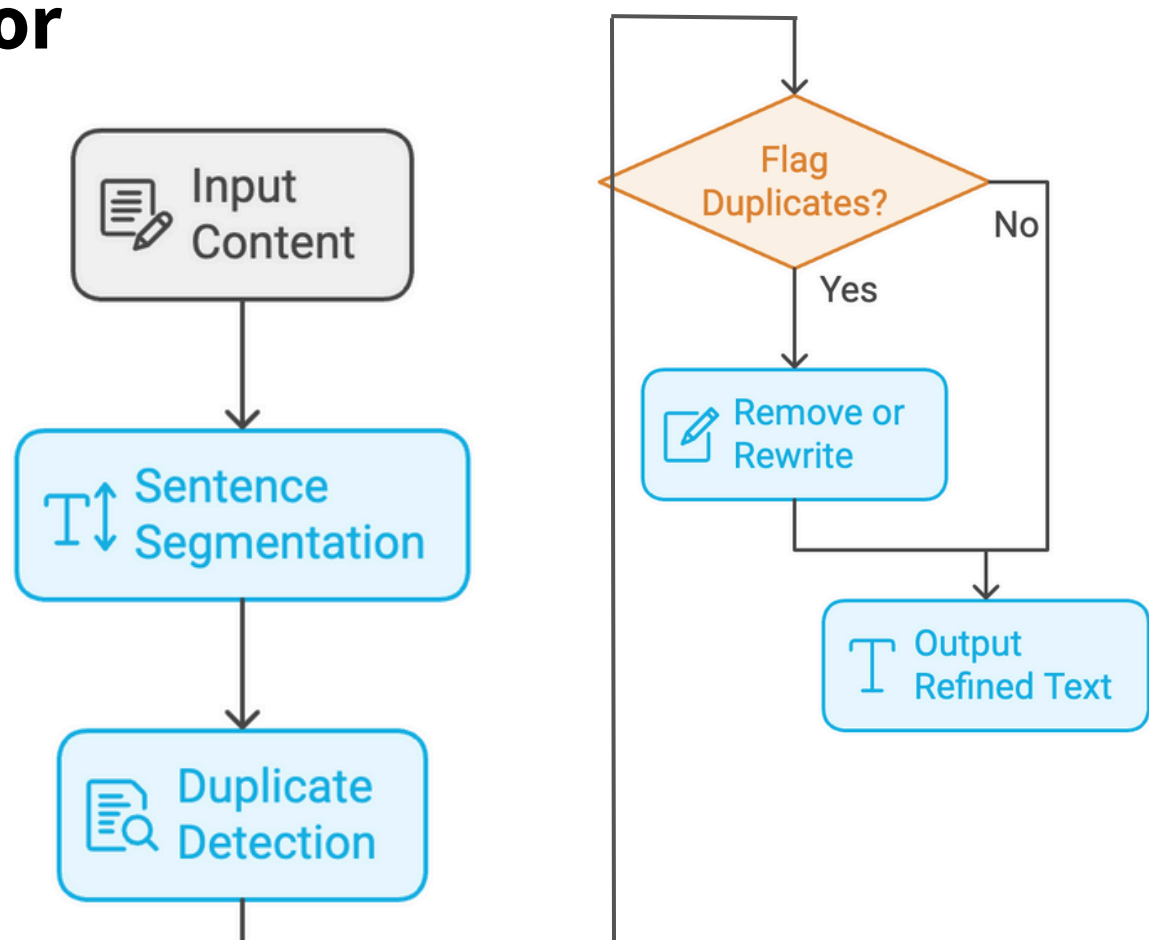 or
Input
Content
Sentence
Segmentation
Duplicate
Detection
Flag
Duplicates?
No
Yes
Remove or
Rewrite
Output
Refined Text